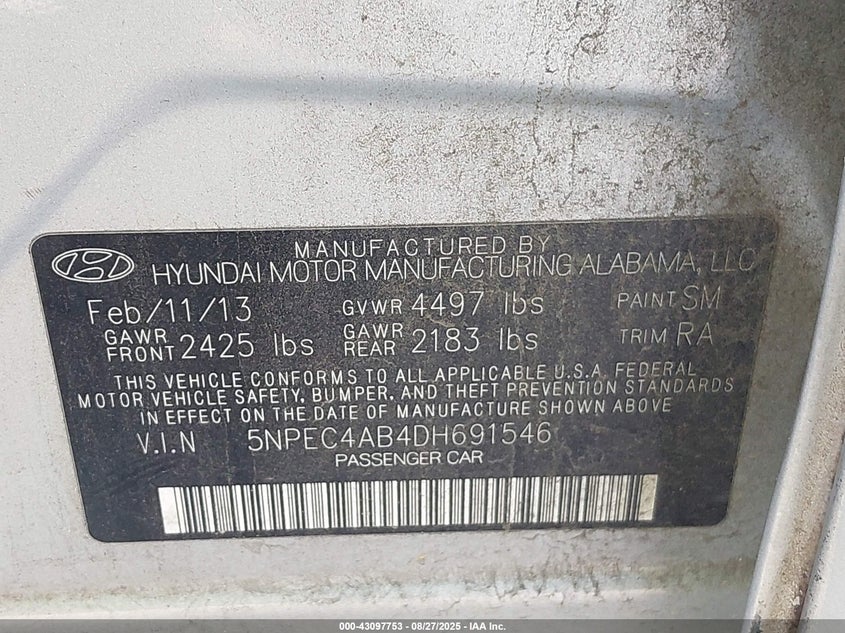 MANUFACTURED BY
HYUNDAI MOTOR MANUFACTURING ALABAMA, LLC
Feb/11/13 GVWR 4497 lbs PAINT SM
GAWR FRONT 2425 lbs GAWR REAR 2183 lbs TRIM RA
THIS VEHICLE CONFORMS TO ALL APPLICABLE U.S.A. FEDERAL
MOTOR VEHICLE SAFETY, BUMPER, AND THEFT PREVENTION STANDARDS
IN EFFECT ON THE DATE OF MANUFACTURE SHOWN ABOVE
V.I.N 5NPEC4AB4DH691546
PASSENGER CAR
000-43097753 - 08/27/2025 - IAA Inc.